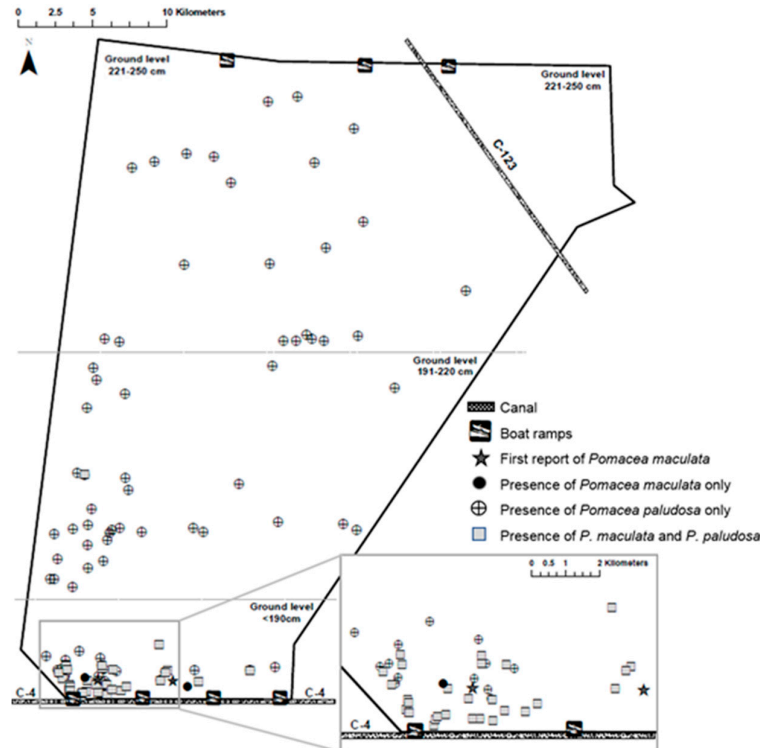 0 2.5 5 10 Kilometers
N
Ground level
221-250 cm
Ground level
221-250 cm
C-123
Ground level
191-220 cm
Canal
Boat ramps
First report of Pomacea maculata
Presence of Pomacea maculata only
Presence of Pomacea paludosa only
Presence of P. maculata and P. paludosa
0 0.5 1 2 Kilometers
Ground level
<190cm
C-4
C-4
C-4